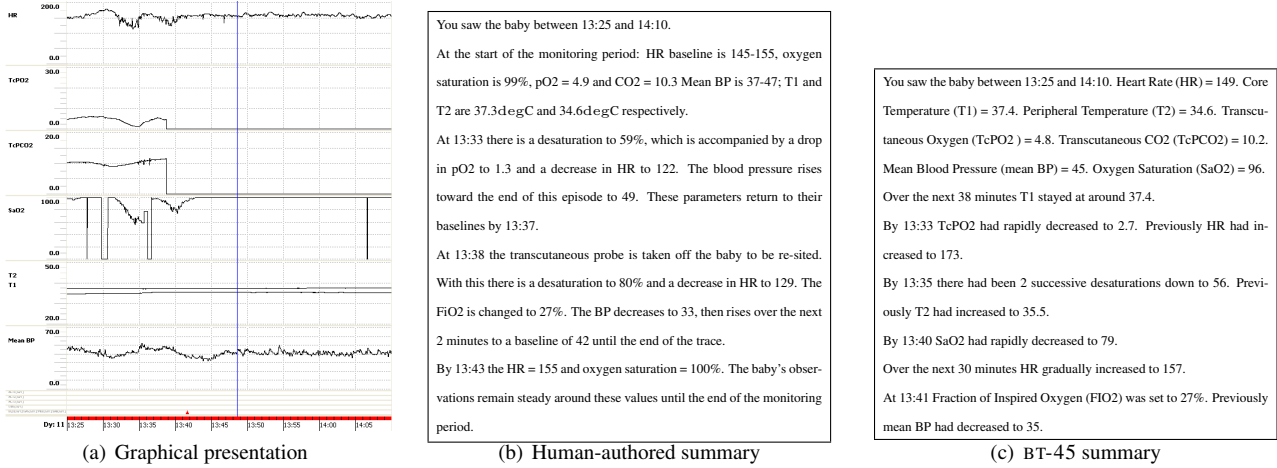 HR
200.0
0.0
TcPO2
30.0
0.0
TcPCO2
20.0
0.0
SaO2
100.0
0.0
T2
50.0
T1
20.0
Mean BP
70.0
0.0
Dy: 11
13:25
13:30
13:35
13:40
13:45
13:50
13:55
14:00
14:05
(a) Graphical presentation
You saw the baby between 13:25 and 14:10.
At the start of the monitoring period: HR baseline is 145-155, oxygen
saturation is 99%, pO2 = 4.9 and CO2 = 10.3 Mean BP is 37-47; T1 and
T2 are 37.3degC and 34.6degC respectively.
At 13:33 there is a desaturation to 59%, which is accompanied by a drop
in pO2 to 1.3 and a decrease in HR to 122. The blood pressure rises
toward the end of this episode to 49. These parameters return to their
baselines by 13:37.
At 13:38 the transcutaneous probe is taken off the baby to be re-sited.
With this there is a desaturation to 80% and a decrease in HR to 129. The
FiO2 is changed to 27%. The BP decreases to 33, then rises over the next
2 minutes to a baseline of 42 until the end of the trace.
By 13:43 the HR = 155 and oxygen saturation = 100%. The baby's obser-
vations remain steady around these values until the end of the monitoring
period.
(b) Human-authored summary
You saw the baby between 13:25 and 14:10. Heart Rate (HR) = 149. Core
Temperature (T1) = 37.4. Peripheral Temperature (T2) = 34.6. Transcu-
taneous Oxygen (TcPO2 ) = 4.8. Transcutaneous CO2 (TcPCO2) = 10.2.
Mean Blood Pressure (mean BP) = 45. Oxygen Saturation (SaO2) = 96.
Over the next 38 minutes T1 stayed at around 37.4.
By 13:33 TcPO2 had rapidly decreased to 2.7. Previously HR had in-
creased to 173.
By 13:35 there had been 2 successive desaturations down to 56. Previ-
ously T2 had increased to 35.5.
By 13:40 SaO2 had rapidly decreased to 79.
Over the next 30 minutes HR gradually increased to 157.
At 13:41 Fraction of Inspired Oxygen (FIO2) was set to 27%. Previously
mean BP had decreased to 35.
(c) BT-45 summary